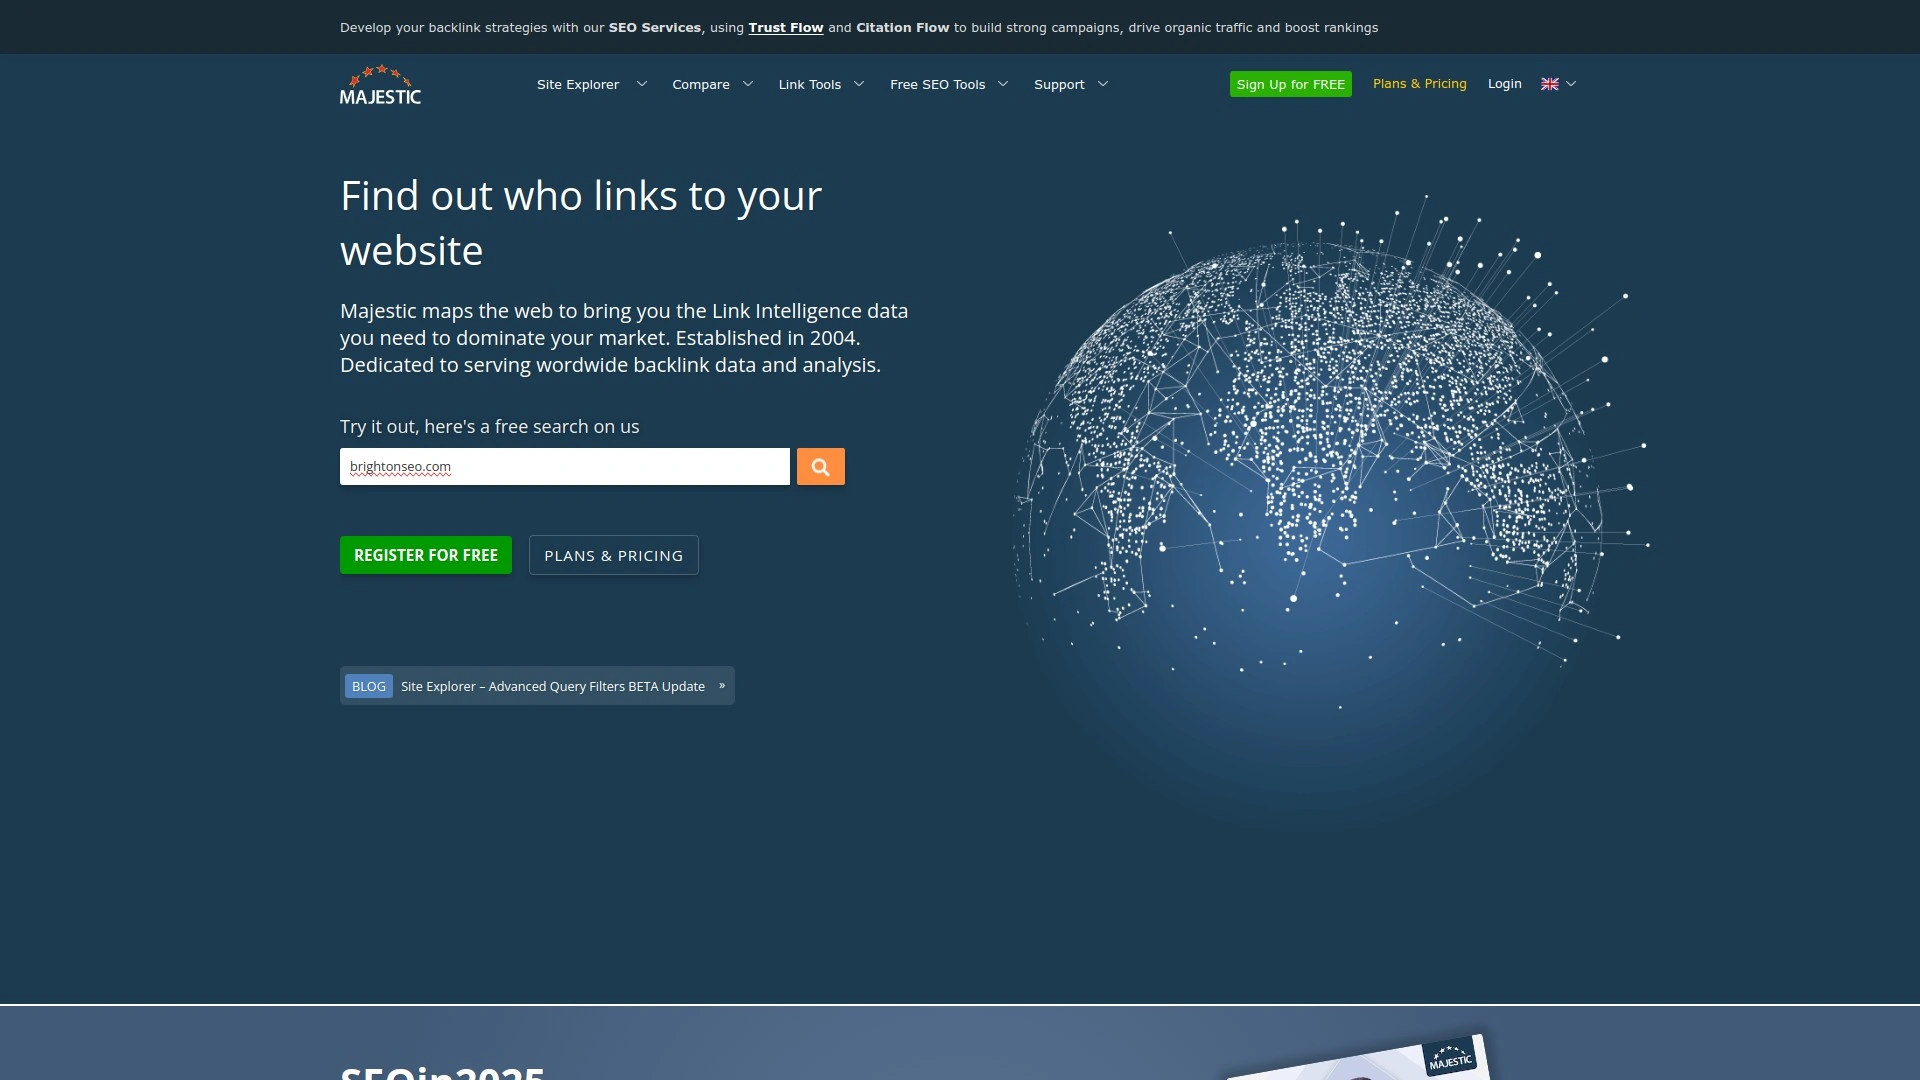 Develop your backlink strategies with our SEO Services, using Trust Flow and Citation Flow to build strong campaigns, drive organic traffic and boost rankings
MAJESTIC
Site Explorer
Compare
Link Tools
Free SEO Tools
Support
Sign Up for FREE
Plans & Pricing
Login
Find out who links to your
website
Majestic maps the web to bring you the Link Intelligence data
you need to dominate your market. Established in 2004.
Dedicated to serving wordwide backlink data and analysis.
Try it out, here's a free search on us
brightonseo.com
REGISTER FOR FREE
PLANS & PRICING
BLOG Site Explorer – Advanced Query Filters BETA Update »
SEOin2025
MAJESTIC